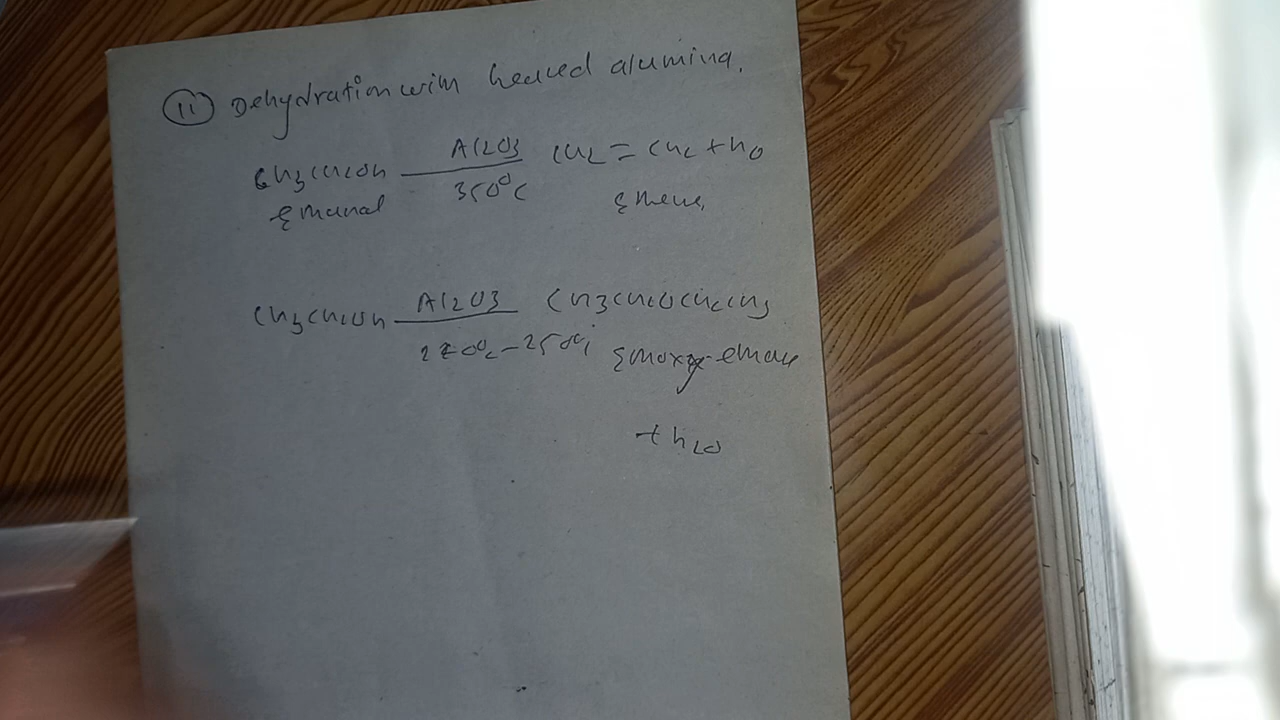 (11) Dehydration with heated alumina.
CH3CH2OH Al2O3 CH2 = CH2 + H2O
350°C
Ethanol Ethene
CH3CH2OH Al2O3 CH3CH2OCH2CH3
220°C - 250°C Ethoxy-ethane
+ H2O